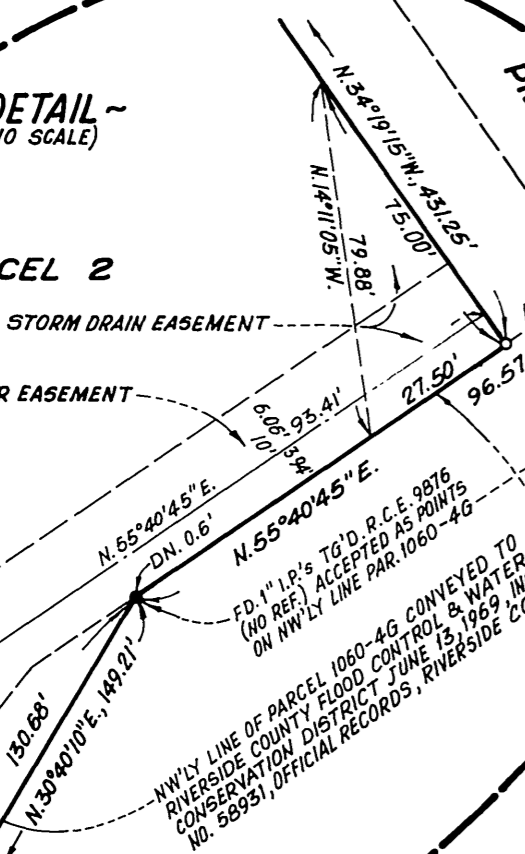 DETAIL~
NO SCALE)
N.34°19'15"W., 431.25'
75.00'
N.14°11'05"W.
79.88'
CEL 2
STORM DRAIN EASEMENT
R EASEMENT
27.50'
96.57
93.41'
6.06'
10'
3.94'
N.55°40'45"E.
N.55°40'45"E.
DN. 0.6'
FD. 1" I.P.'s TG'D. R.C.E. 9876
(NO REF.) ACCEPTED AS POINTS
ON NW'LY LINE PAR. 1060-4G
130.68'
N.30°40'10"E., 149.21'
NW'LY LINE OF PARCEL 1060-4G CONVEYED TO
RIVERSIDE COUNTY FLOOD CONTROL & WATER
CONSERVATION DISTRICT JUNE 13, 1969, IN
NO. 58931, OFFICIAL RECORDS, RIVERSIDE CO